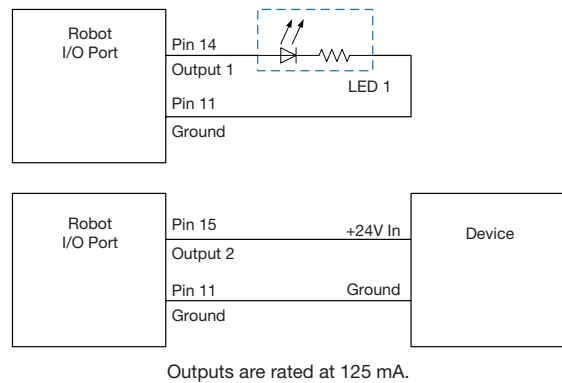 Robot
I/O Port
Pin 14
Output 1
LED 1
Pin 11
Ground
Robot
I/O Port
Pin 15
Output 2
+24V In
Device
Pin 11
Ground
Ground
Outputs are rated at 125 mA.